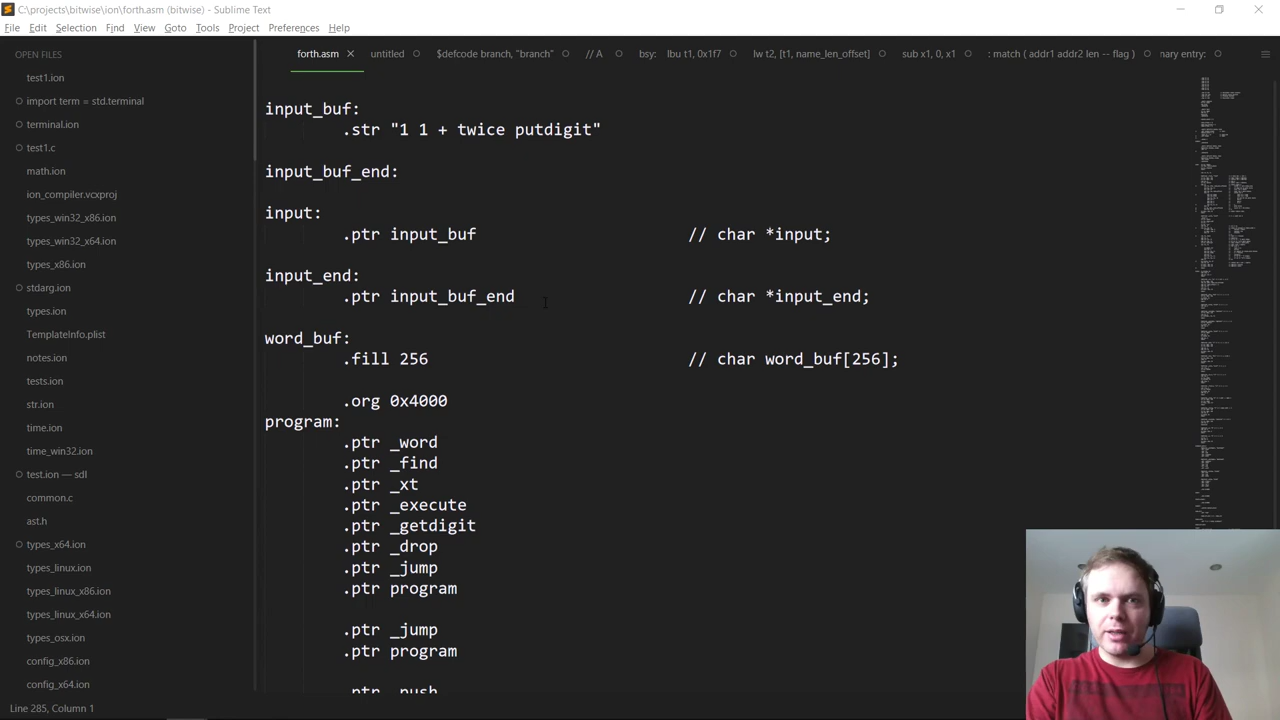 C:\projects\bitwise\ion\forth.asm (bitwise) - Sublime Text
File Edit Selection Find View Goto Tools Project Preferences Help
OPEN FILES
test1.ion
import term = std.terminal
terminal.ion
test1.c
math.ion
ion_compiler.vcxproj
types_win32_x86.ion
types_win32_x64.ion
types_x86.ion
stdarg.ion
types.ion
TemplateInfo.plist
notes.ion
tests.ion
str.ion
time.ion
time_win32.ion
test.ion — sdl
common.c
ast.h
types_x64.ion
types_linux.ion
types_linux_x86.ion
types_linux_x64.ion
types_osx.ion
config_x86.ion
config_x64.ion
forth.asm untitled $defcode branch, "branch" // A bsy: lbu t1, 0x1f7 lw t2, [t1, name_len_offset] sub x1, 0, x1 : match ( addr1 addr2 len -- flag ) nary entry:
input_buf:
.str "1 1 + twice putdigit"
input_buf_end:
input:
.ptr input_buf // char *input;
input_end:
.ptr input_buf_end // char *input_end;
word_buf:
.fill 256 // char word_buf[256];
.org 0x4000
program:
.ptr _word
.ptr _find
.ptr _xt
.ptr _execute
.ptr _getdigit
.ptr _drop
.ptr _jump
.ptr program
.ptr _jump
.ptr program
.ptr _push
Line 285, Column 1